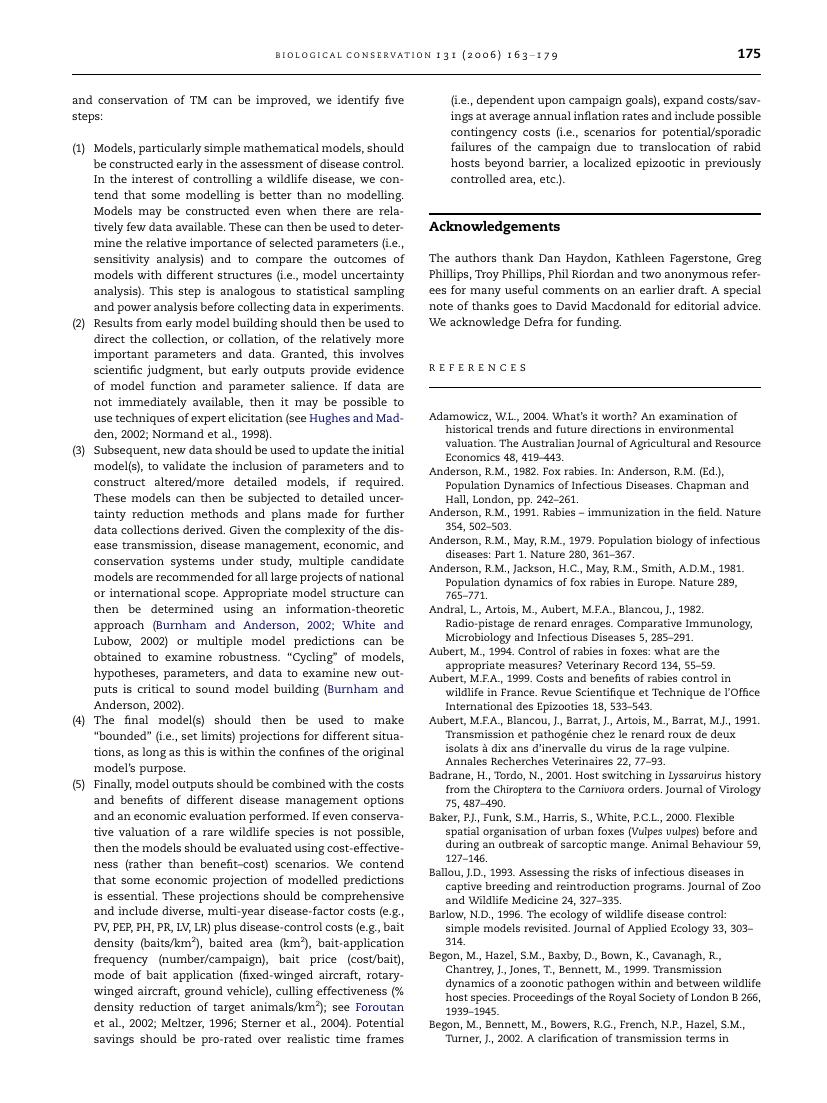 BIOLOGICAL CONSERVATION 131 (2006) 163–179
175
and conservation of TM can be improved, we identify five
steps:
(1) Models, particularly simple mathematical models, should
be constructed early in the assessment of disease control.
In the interest of controlling a wildlife disease, we con-
tend that some modelling is better than no modelling.
Models may be constructed even when there are rela-
tively few data available. These can then be used to deter-
mine the relative importance of selected parameters (i.e.,
sensitivity analysis) and to compare the outcomes of
models with different structures (i.e., model uncertainty
analysis). This step is analogous to statistical sampling
and power analysis before collecting data in experiments.
(2) Results from early model building should then be used to
direct the collection, or collation, of the relatively more
important parameters and data. Granted, this involves
scientific judgment, but early outputs provide evidence
of model function and parameter salience. If data are
not immediately available, then it may be possible to
use techniques of expert elicitation (see Hughes and Mad-
den, 2002; Normand et al., 1998).
(3) Subsequent, new data should be used to update the initial
model(s), to validate the inclusion of parameters and to
construct altered/more detailed models, if required.
These models can then be subjected to detailed uncer-
tainty reduction methods and plans made for further
data collections derived. Given the complexity of the dis-
ease transmission, disease management, economic, and
conservation systems under study, multiple candidate
models are recommended for all large projects of national
or international scope. Appropriate model structure can
then be determined using an information-theoretic
approach (Burnham and Anderson, 2002; White and
Lubow, 2002) or multiple model predictions can be
obtained to examine robustness. “Cycling” of models,
hypotheses, parameters, and data to examine new out-
puts is critical to sound model building (Burnham and
Anderson, 2002).
(4) The final model(s) should then be used to make
“bounded” (i.e., set limits) projections for different situa-
tions, as long as this is within the confines of the original
model’s purpose.
(5) Finally, model outputs should be combined with the costs
and benefits of different disease management options
and an economic evaluation performed. If even conserva-
tive valuation of a rare wildlife species is not possible,
then the models should be evaluated using cost-effective-
ness (rather than benefit–cost) scenarios. We contend
that some economic projection of modelled predictions
is essential. These projections should be comprehensive
and include diverse, multi-year disease-factor costs (e.g.,
PV, PEP, PH, PR, LV, LR) plus disease-control costs (e.g., bait
density (baits/km²), baited area (km²), bait-application
frequency (number/campaign), bait price (cost/bait),
mode of bait application (fixed-winged aircraft, rotary-
winged aircraft, ground vehicle), culling effectiveness (%
density reduction of target animals/km²); see Foroutan
et al., 2002; Meltzer, 1996; Sterner et al., 2004). Potential
savings should be pro-rated over realistic time frames
(i.e., dependent upon campaign goals), expand costs/sav-
ings at average annual inflation rates and include possible
contingency costs (i.e., scenarios for potential/sporadic
failures of the campaign due to translocation of rabid
hosts beyond barrier, a localized epizootic in previously
controlled area, etc.).
Acknowledgements
The authors thank Dan Haydon, Kathleen Fagerstone, Greg
Phillips, Troy Phillips, Phil Riordan and two anonymous refer-
ees for many useful comments on an earlier draft. A special
note of thanks goes to David Macdonald for editorial advice.
We acknowledge Defra for funding.
REFERENCES
Adamowicz, W.L., 2004. What’s it worth? An examination of
historical trends and future directions in environmental
valuation. The Australian Journal of Agricultural and Resource
Economics 48, 419–443.
Anderson, R.M., 1982. Fox rabies. In: Anderson, R.M. (Ed.),
Population Dynamics of Infectious Diseases. Chapman and
Hall, London, pp. 242–261.
Anderson, R.M., 1991. Rabies – immunization in the field. Nature
354, 502–503.
Anderson, R.M., May, R.M., 1979. Population biology of infectious
diseases: Part 1. Nature 280, 361–367.
Anderson, R.M., Jackson, H.C., May, R.M., Smith, A.D.M., 1981.
Population dynamics of fox rabies in Europe. Nature 289,
765–771.
Andral, L., Artois, M., Aubert, M.F.A., Blancou, J., 1982.
Radio-pistage de renard enrages. Comparative Immunology,
Microbiology and Infectious Diseases 5, 285–291.
Aubert, M., 1994. Control of rabies in foxes: what are the
appropriate measures? Veterinary Record 134, 55–59.
Aubert, M.F.A., 1999. Costs and benefits of rabies control in
wildlife in France. Revue Scientifique et Technique de l’Office
International des Epizooties 18, 533–543.
Aubert, M.F.A., Blancou, J., Barrat, J., Artois, M., Barrat, M.J., 1991.
Transmission et pathogénie chez le renard roux de deux
isolats à dix ans d’inervalle du virus de la rage vulpine.
Annales Recherches Veterinaires 22, 77–93.
Badrane, H., Tordo, N., 2001. Host switching in Lyssarvirus history
from the Chiroptera to the Carnivora orders. Journal of Virology
75, 487–490.
Baker, P.J., Funk, S.M., Harris, S., White, P.C.L., 2000. Flexible
spatial organisation of urban foxes (Vulpes vulpes) before and
during an outbreak of sarcoptic mange. Animal Behaviour 59,
127–146.
Ballou, J.D., 1993. Assessing the risks of infectious diseases in
captive breeding and reintroduction programs. Journal of Zoo
and Wildlife Medicine 24, 327–335.
Barlow, N.D., 1996. The ecology of wildlife disease control:
simple models revisited. Journal of Applied Ecology 33, 303–
314.
Begon, M., Hazel, S.M., Baxby, D., Bown, K., Cavanagh, R.,
Chantrey, J., Jones, T., Bennett, M., 1999. Transmission
dynamics of a zoonotic pathogen within and between wildlife
host species. Proceedings of the Royal Society of London B 266,
1939–1945.
Begon, M., Bennett, M., Bowers, R.G., French, N.P., Hazel, S.M.,
Turner, J., 2002. A clarification of transmission terms in